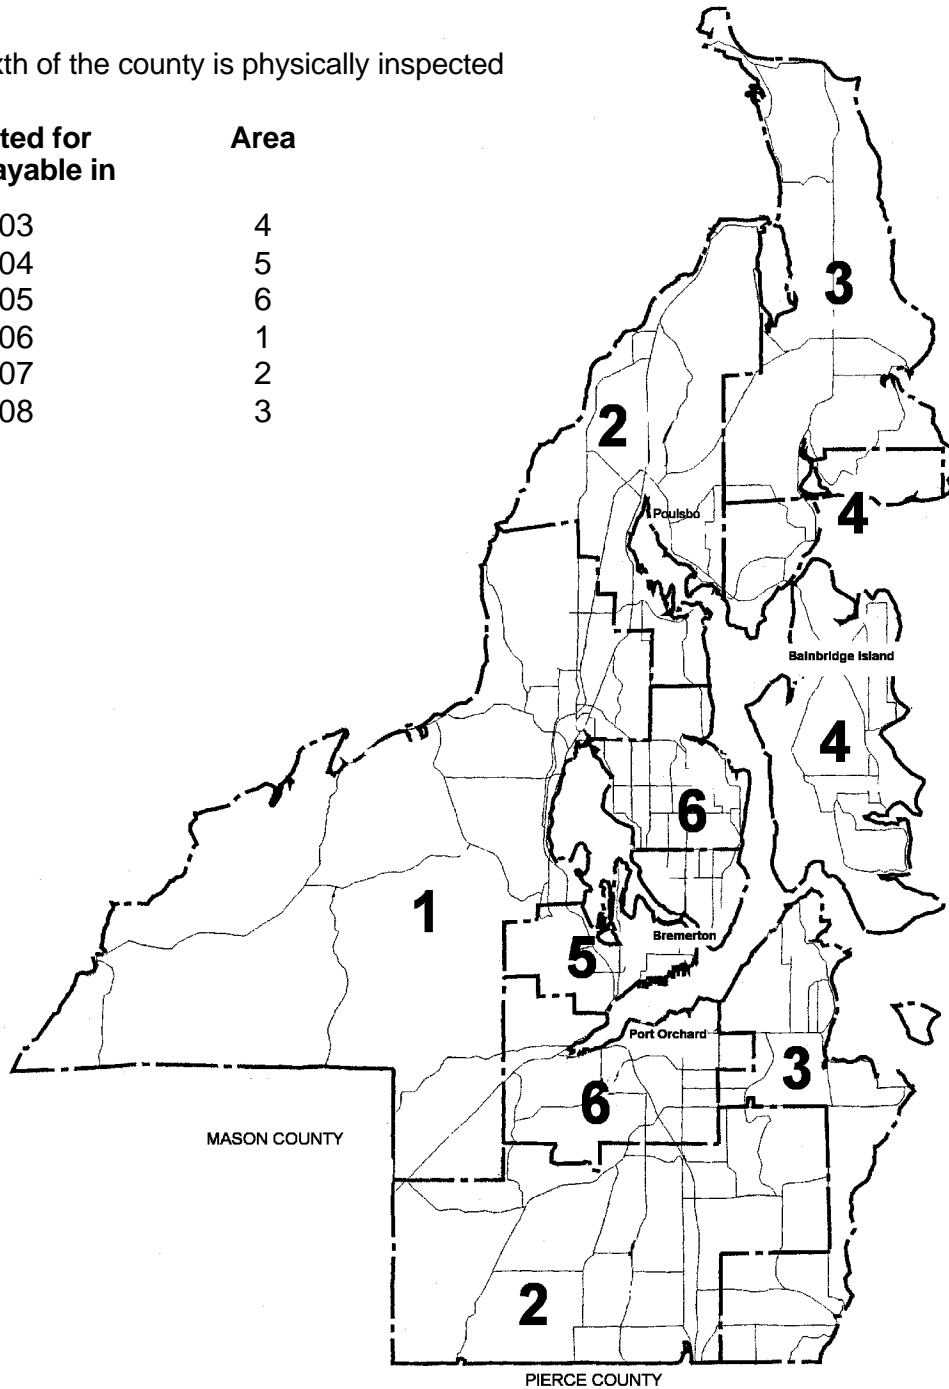 xth of the county is physically inspected
ted for Area
ayable in
03 4
04 5
05 6
06 1
07 2
08 3
3
2
4
Poulsbo
Bainbridge Island
4
6
1
Bremerton
5
Port Orchard
3
6
MASON COUNTY
2
PIERCE COUNTY